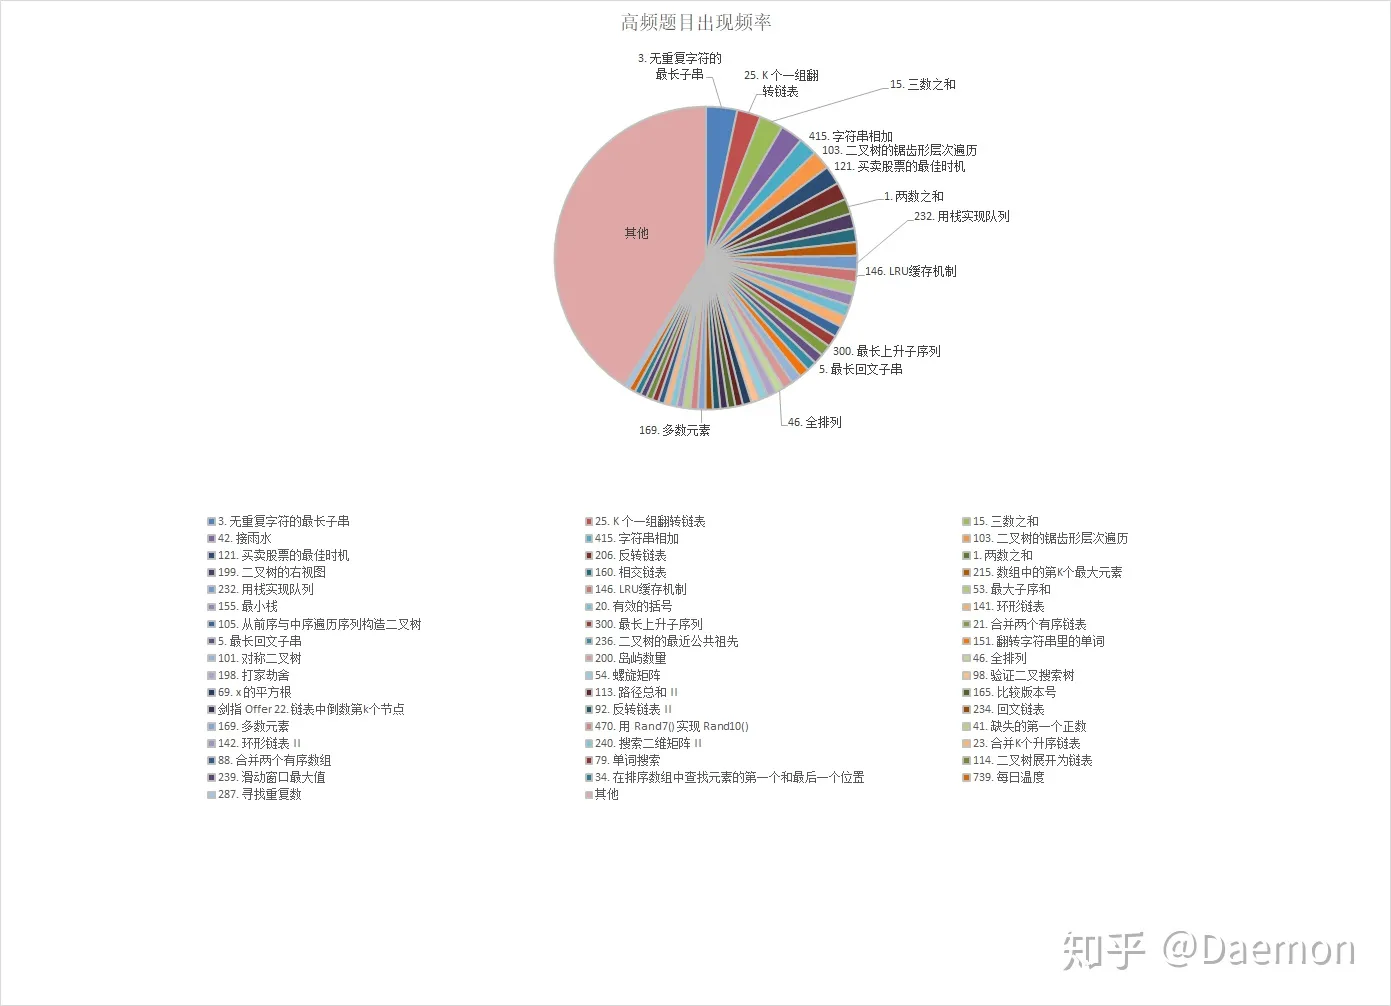 高频题目出现频率
3. 无重复字符的
最长子串
25. K 个一组翻
转链表
15. 三数之和
415. 字符串相加
103. 二叉树的锯齿形层次遍历
121. 买卖股票的最佳时机
1. 两数之和
232. 用栈实现队列
其他
146. LRU缓存机制
300. 最长上升子序列
5. 最长回文子串
46. 全排列
169. 多数元素
3. 无重复字符的最长子串
25. K 个一组翻转链表
15. 三数之和
42. 接雨水
415. 字符串相加
103. 二叉树的锯齿形层次遍历
121. 买卖股票的最佳时机
206. 反转链表
1. 两数之和
199. 二叉树的右视图
160. 相交链表
215. 数组中的第K个最大元素
232. 用栈实现队列
146. LRU缓存机制
53. 最大子序和
155. 最小栈
20. 有效的括号
141. 环形链表
105. 从前序与中序遍历序列构造二叉树
300. 最长上升子序列
21. 合并两个有序链表
5. 最长回文子串
236. 二叉树的最近公共祖先
151. 翻转字符串里的单词
101. 对称二叉树
200. 岛屿数量
46. 全排列
198. 打家劫舍
54. 螺旋矩阵
98. 验证二叉搜索树
69. x 的平方根
113. 路径总和 II
165. 比较版本号
剑指 Offer 22. 链表中倒数第k个节点
92. 反转链表 II
234. 回文链表
169. 多数元素
470. 用 Rand7() 实现 Rand10()
41. 缺失的第一个正数
142. 环形链表 II
240. 搜索二维矩阵 II
23. 合并K个升序链表
88. 合并两个有序数组
79. 单词搜索
114. 二叉树展开为链表
239. 滑动窗口最大值
34. 在排序数组中查找元素的第一个和最后一个位置
739. 每日温度
287. 寻找重复数
其他
知乎 @Daemon